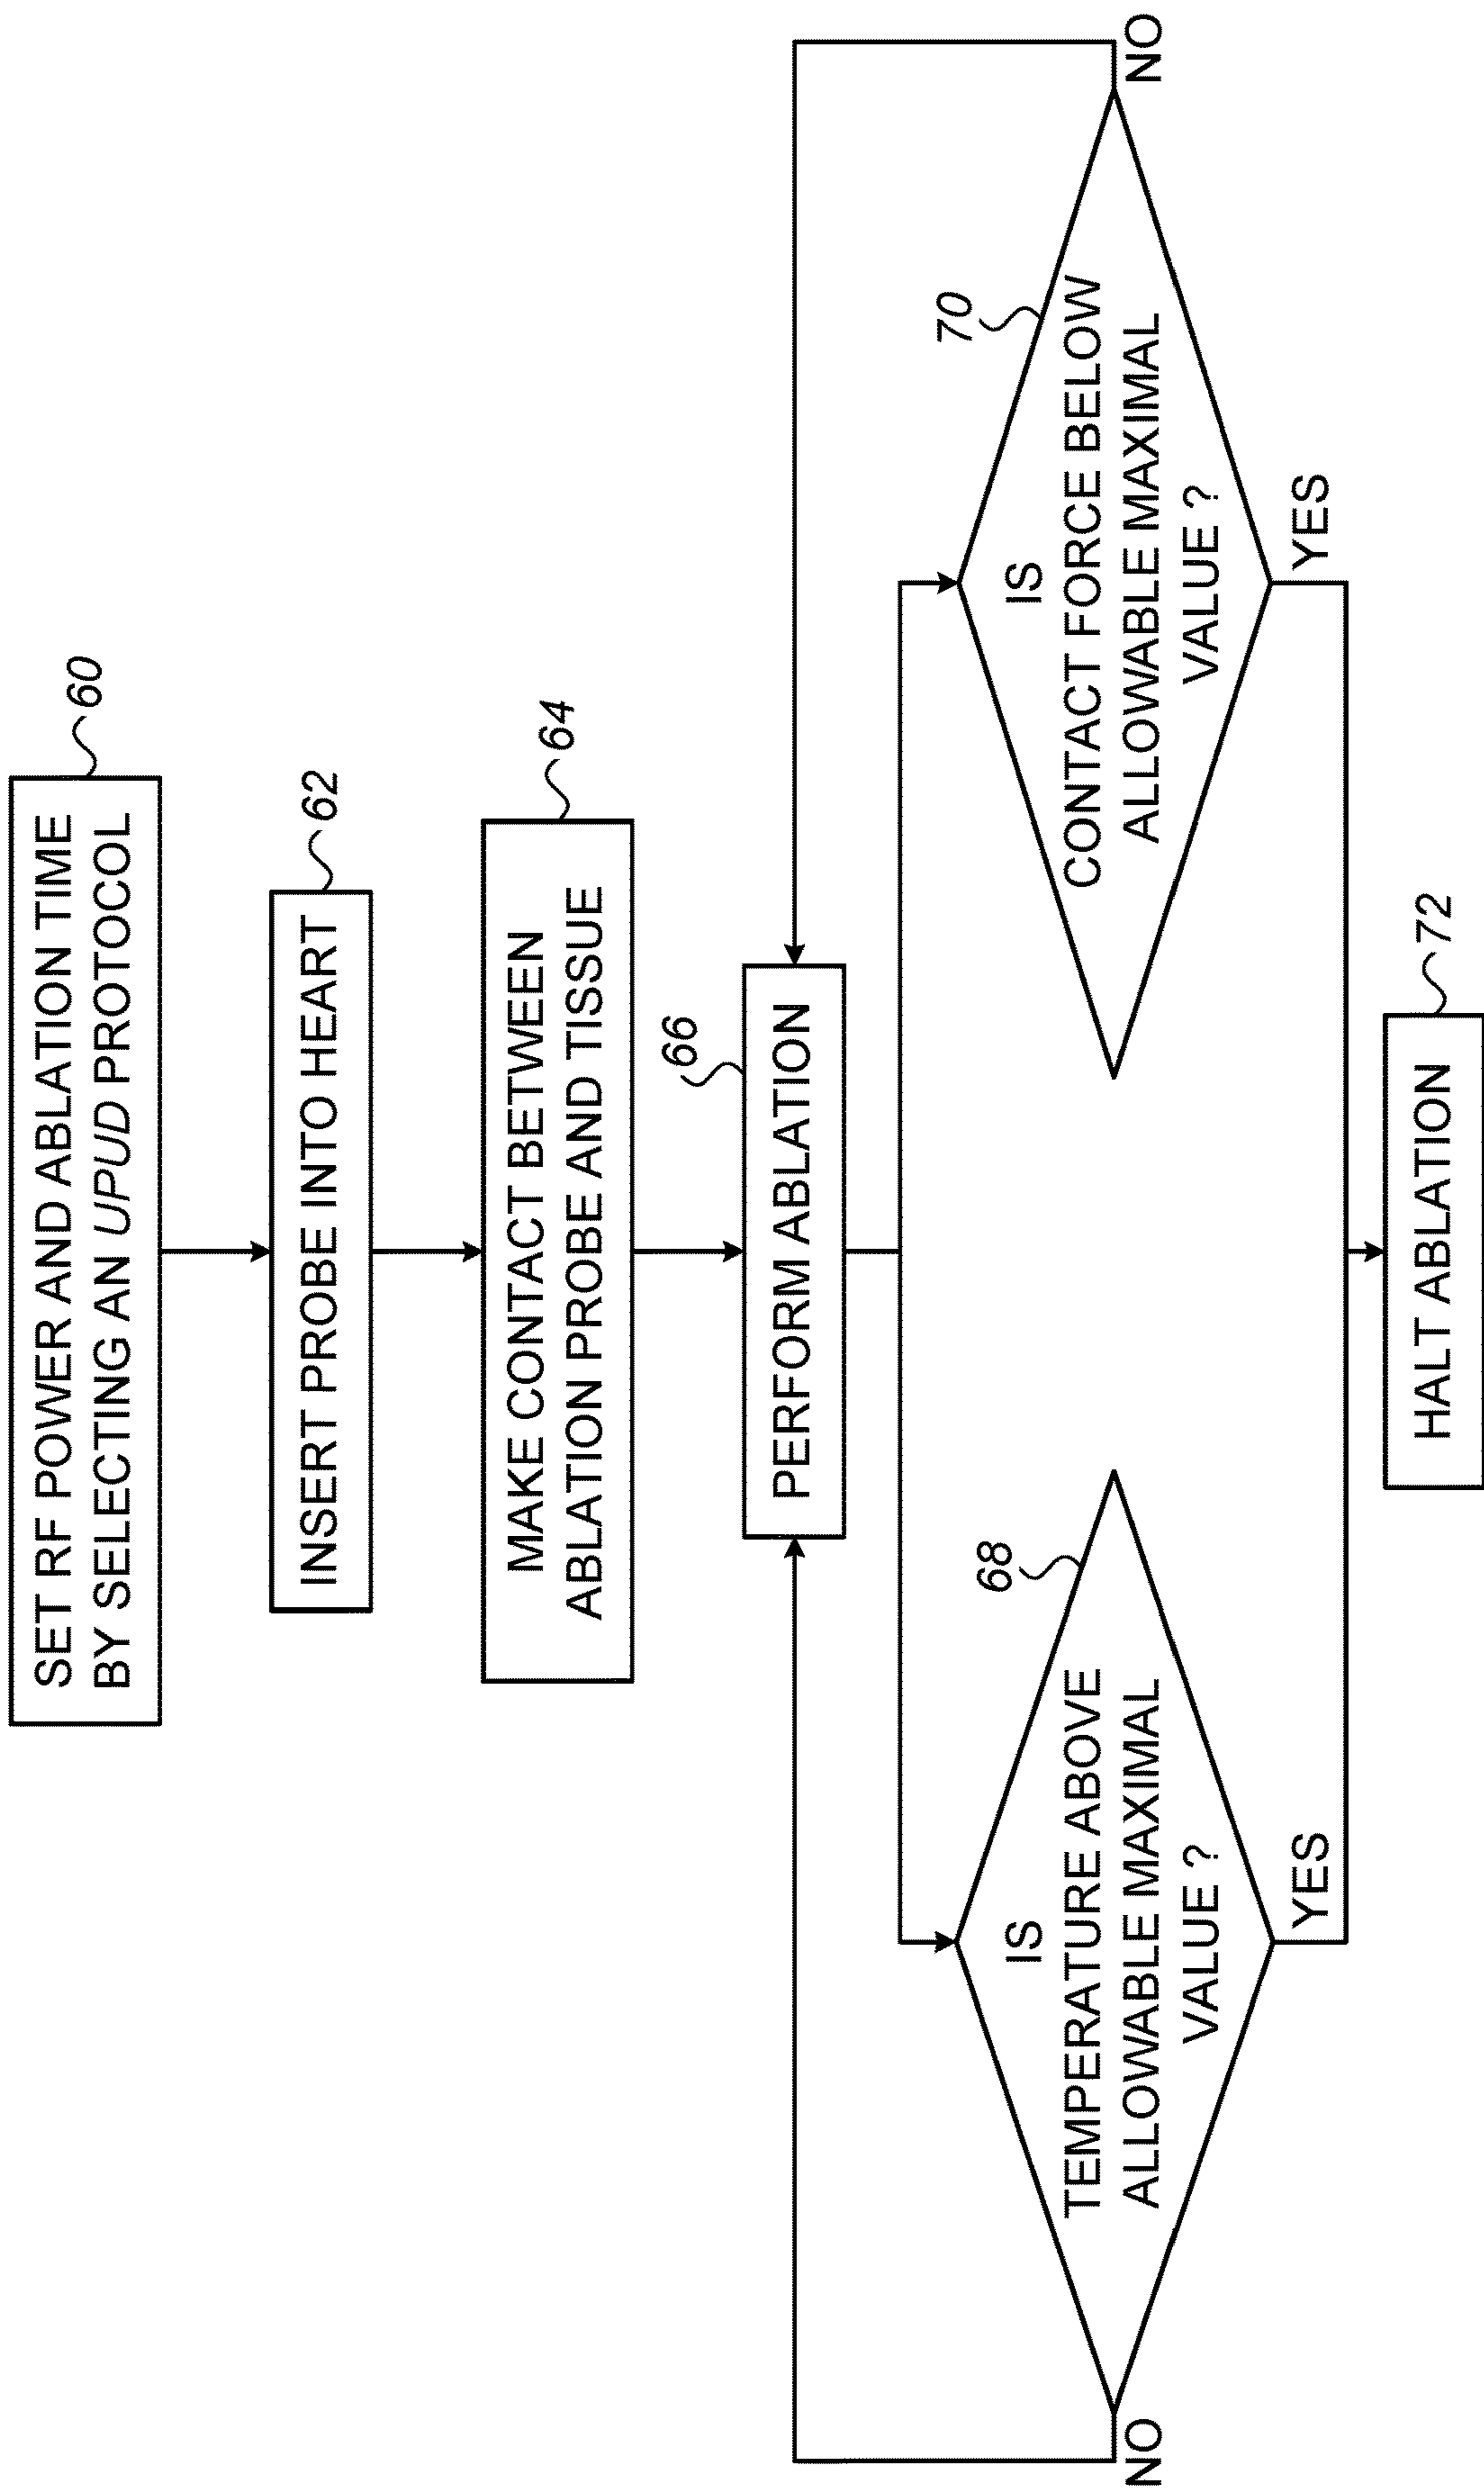 SET RF POWER AND ABLATION TIME
BY SELECTING AN UPUD PROTOCOL
60
INSERT PROBE INTO HEART
62
MAKE CONTACT BETWEEN
ABLATION PROBE AND TISSUE
64
66
PERFORM ABLATION
68
IS
TEMPERATURE ABOVE
ALLOWABLE MAXIMAL
VALUE ?
NO
YES
70
IS
CONTACT FORCE BELOW
ALLOWABLE MAXIMAL
VALUE ?
NO
YES
HALT ABLATION
72